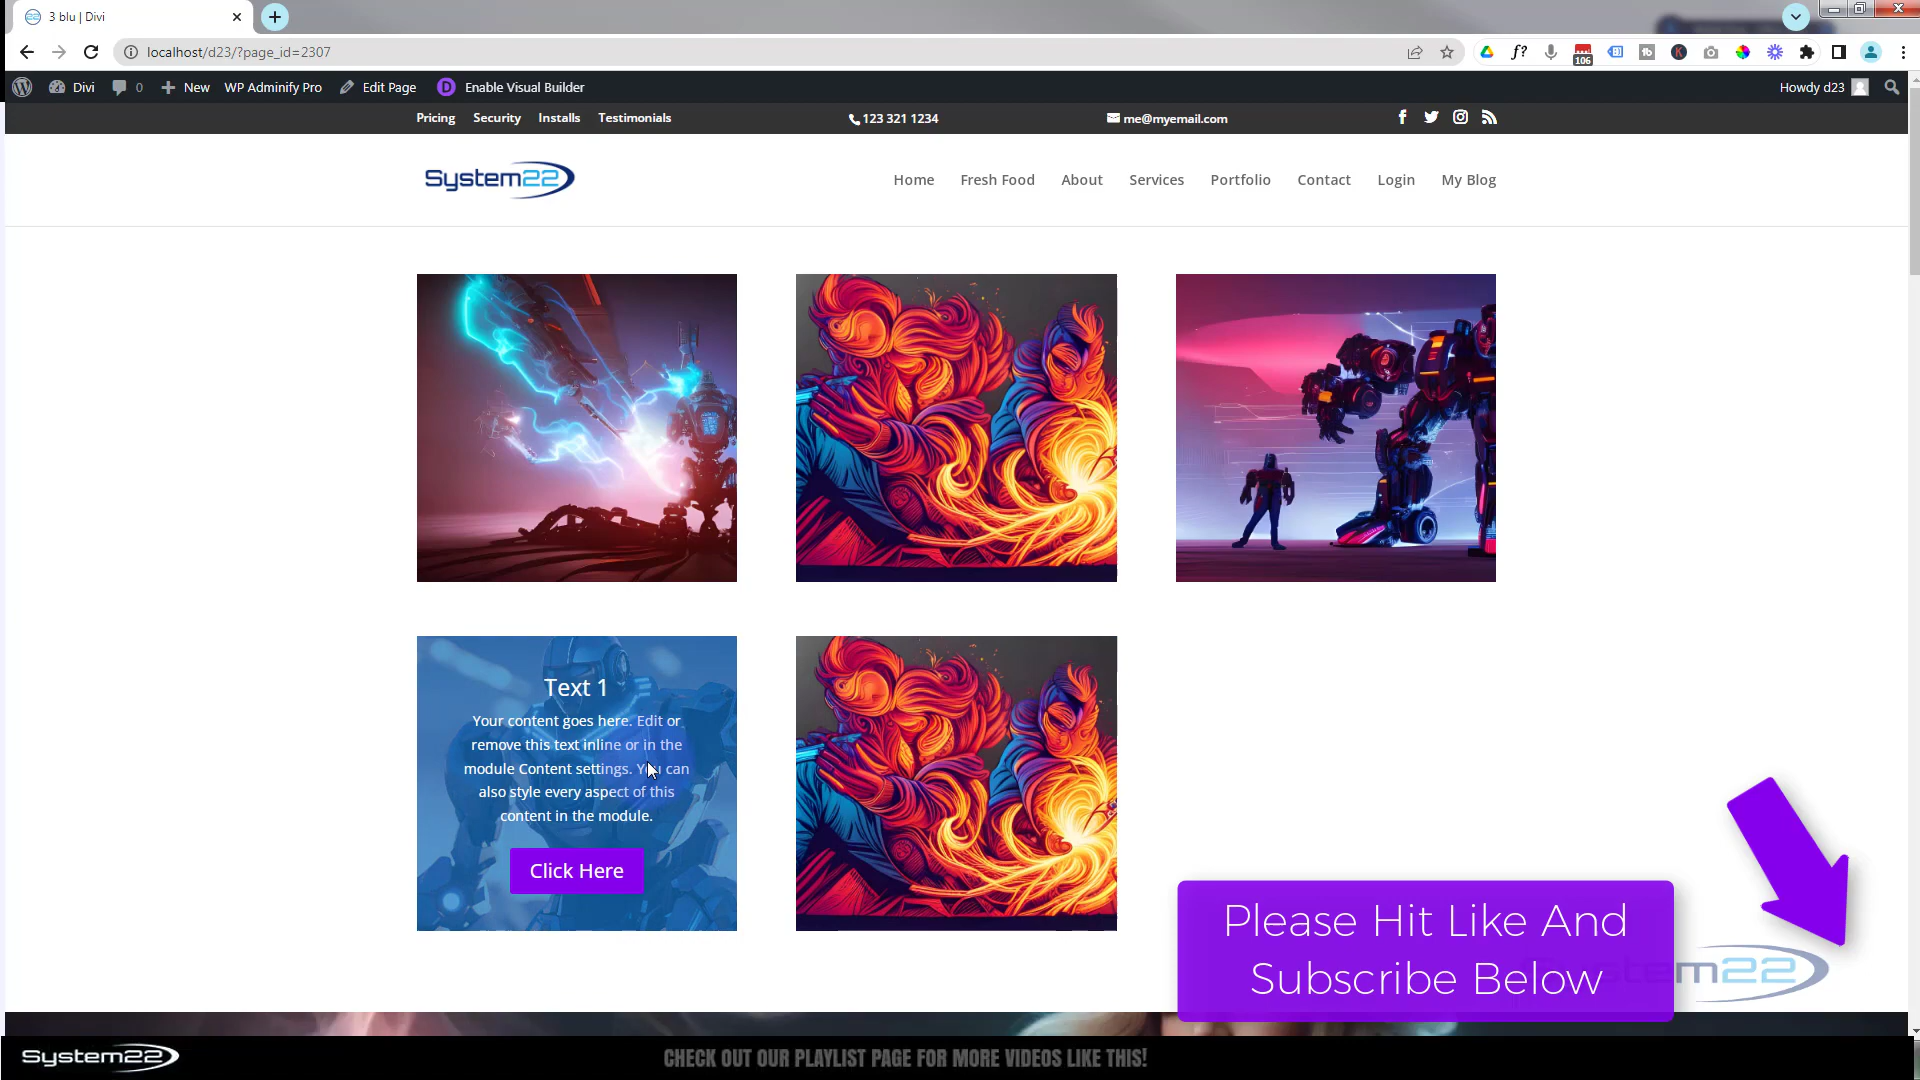 3 blu | Divi
localhost/d23/?page_id=2307
106
Divi
0
New
WP Adminify Pro
Edit Page
D
Enable Visual Builder
Howdy d23
Pricing
Security
Installs
Testimonials
123 321 1234
me@myemail.com
System22
Home
Fresh Food
About
Services
Portfolio
Contact
Login
My Blog
Text 1
Your content goes here. Edit or
remove this text inline or in the
module Content settings. You can
also style every aspect of this
content in the module.
Click Here
Please Hit Like And
Subscribe Below
System22
CHECK OUT OUR PLAYLIST PAGE FOR MORE VIDEOS LIKE THIS!